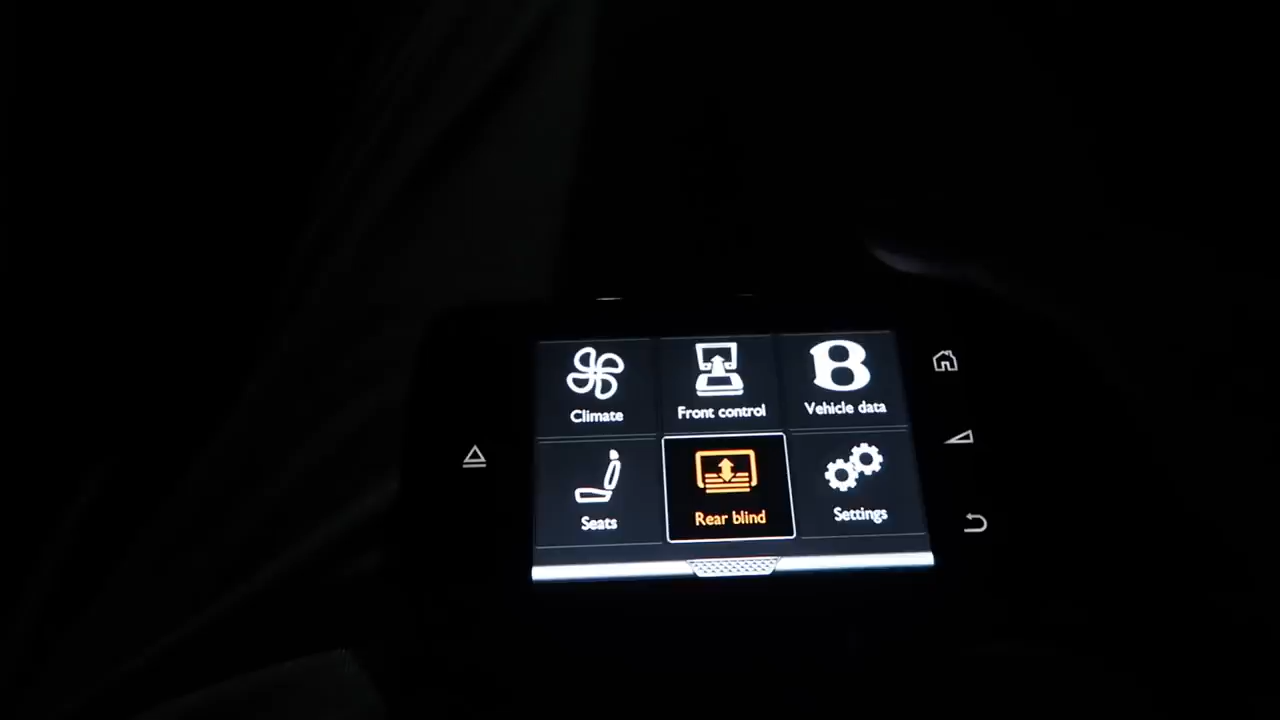 Climate
Front control
Vehicle data
Seats
Rear blind
Settings